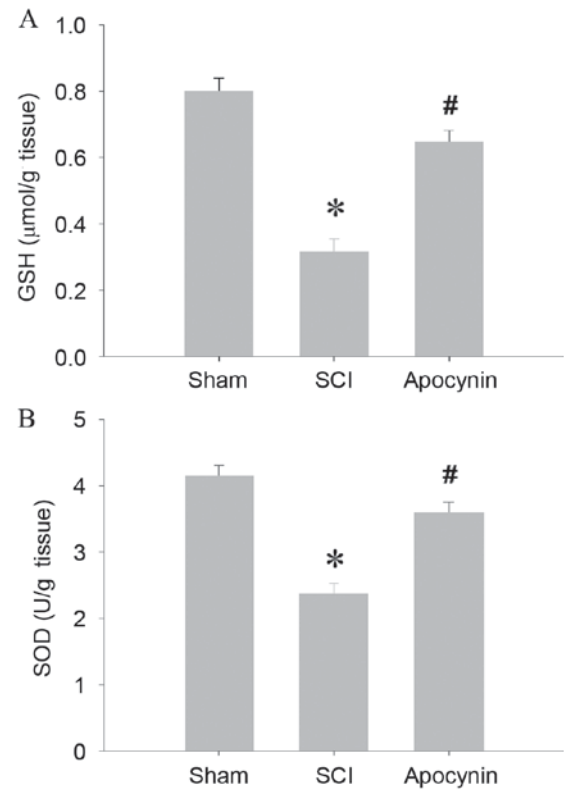 A
1.0
0.8
0.6
0.4
0.2
0.0
GSH (μmol/g tissue)
*
#
Sham SCI Apocynin
B
5
4
3
2
1
0
SOD (U/g tissue)
*
#
Sham SCI Apocynin